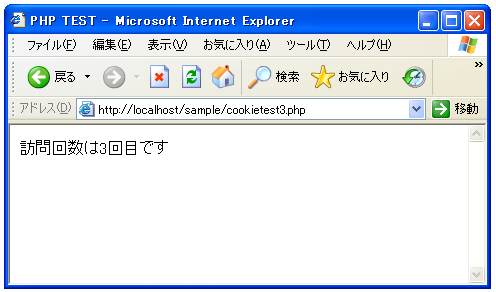 PHP TEST - Microsoft Internet Explorer
ファイル(F) 編集(E) 表示(V) お気に入り(A) ツール(T) ヘルプ(H)
戻る 検索 お気に入り »
アドレス(D) http://localhost/sample/cookietest3.php 移動
訪問回数は3回目です